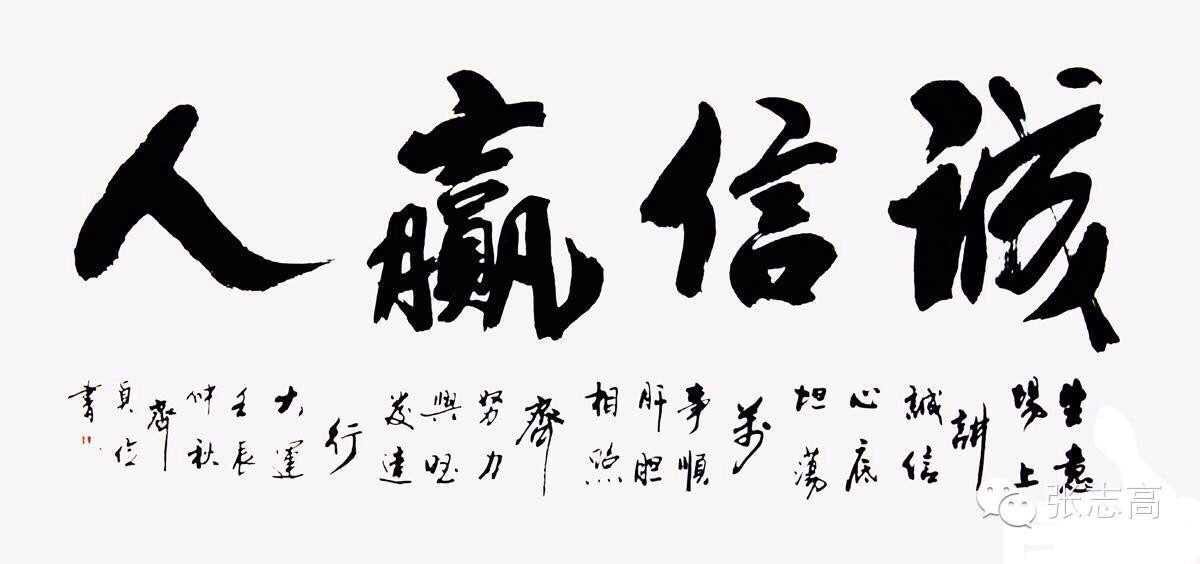 誠信贏人
生意
場上
講
誠信
心底
坦蕩
萬
事順
肝胆
相照
齊
努力
興旺
發達
行
大運
壬辰
仲秋
齊
貞
書
张志高